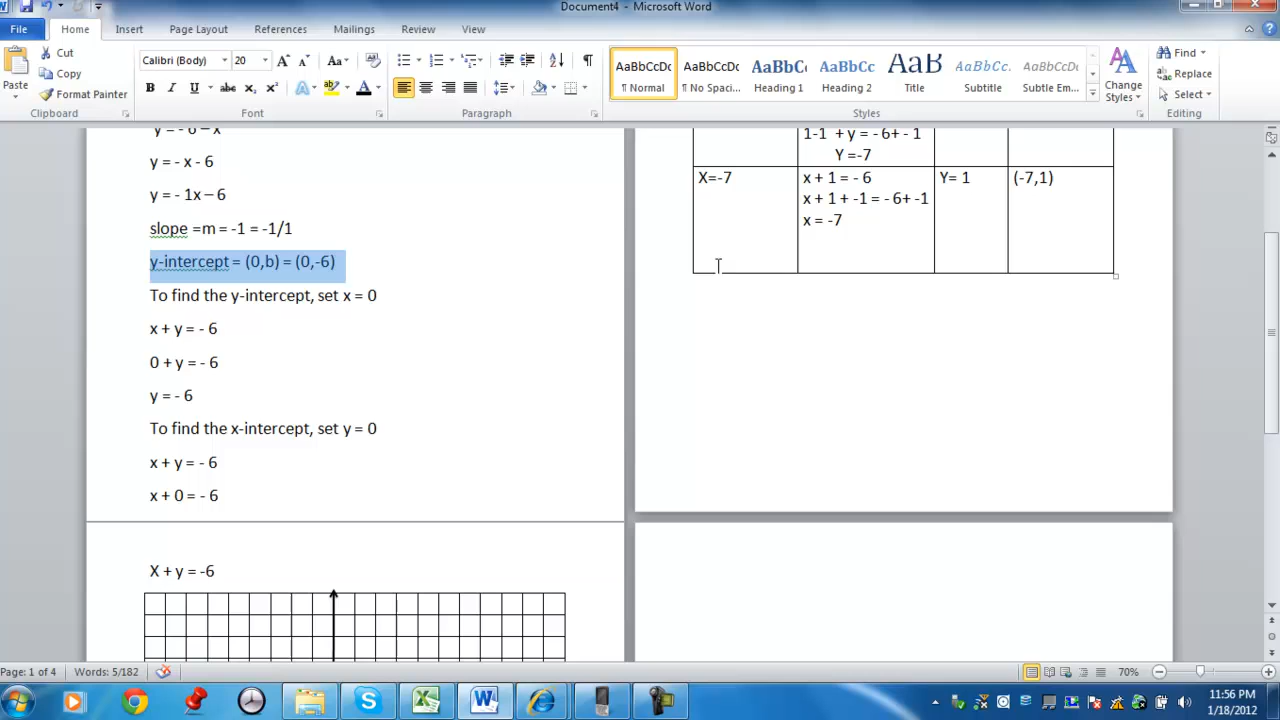 Document4 - Microsoft Word
File Home Insert Page Layout References Mailings Review View
Paste
Cut
Copy
Format Painter
Clipboard
Calibri (Body) 20
Font
Paragraph
AaBbCcDc AaBbCcDc AaBbC AaBbCc AaB AaBbCc. AaBbCcDc
¶ Normal ¶ No Spaci... Heading 1 Heading 2 Title Subtitle Subtle Em...
Styles
Change
Styles
Find
Replace
Select
Editing
y = - 6 – x
y = - x - 6
y = - 1x – 6
slope =m = -1 = -1/1
y-intercept = (0,b) = (0,-6)
To find the y-intercept, set x = 0
x + y = - 6
0 + y = - 6
y = - 6
To find the x-intercept, set y = 0
x + y = - 6
x + 0 = - 6
X + y = -6
1-1 + y = - 6+ - 1
Y =-7
X=-7 x + 1 = - 6 Y= 1 (-7,1)
x + 1 + -1 = - 6+ -1
x = -7
Page: 1 of 4 Words: 5/182 70%
11:56 PM
1/18/2012